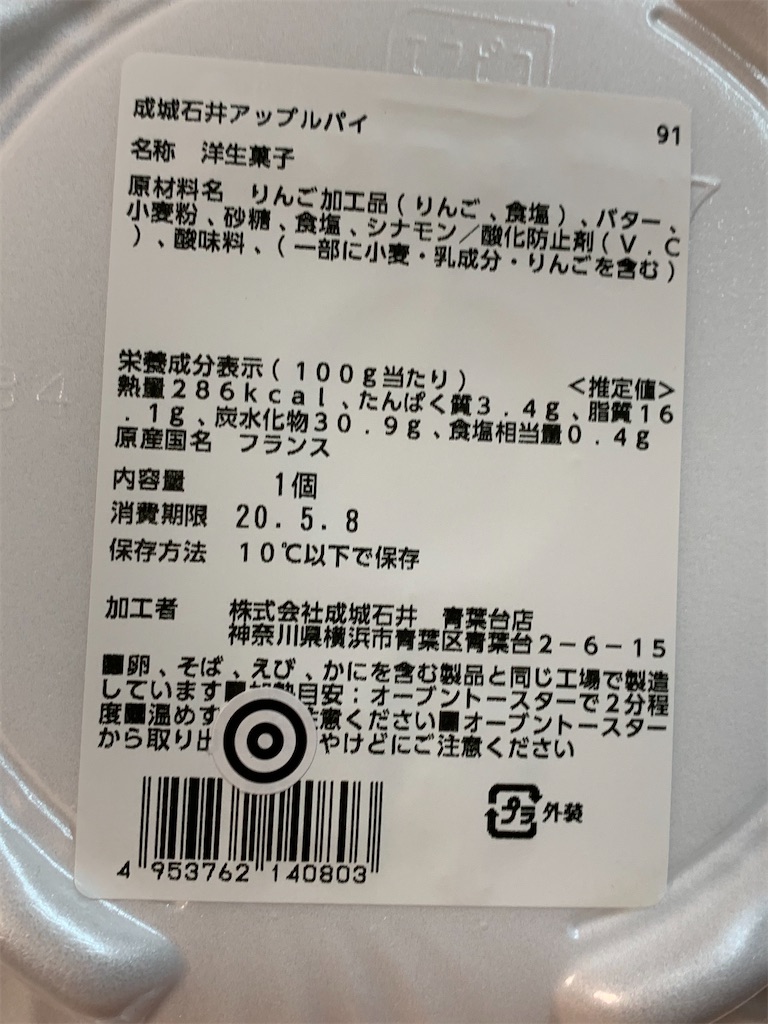 成城石井アップルパイ
91
名称 洋生菓子
原材料名 りんご加工品(りんご、食塩)、バター、
小麦粉、砂糖、食塩、シナモン/酸化防止剤(V.C
)、酸味料、(一部に小麦・乳成分・りんごを含む)
栄養成分表示(100g当たり) <推定値>
熱量286kcal、たんぱく質3.4g、脂質16
.1g、炭水化物30.9g、食塩相当量0.4g
原産国名 フランス
内容量 1個
消費期限 20.5.8
保存方法 10℃以下で保存
加工者 株式会社成城石井 青葉台店
神奈川県横浜市青葉区青葉台2-6-15
■卵、そば、えび、かにを含む製品と同じ工場で製造
しています■加熱目安:オーブントースターで2分程
度■温めす 注意ください■オーブントースター
から取り出 やけどにご注意ください
プラ 外装
4 953762 140803